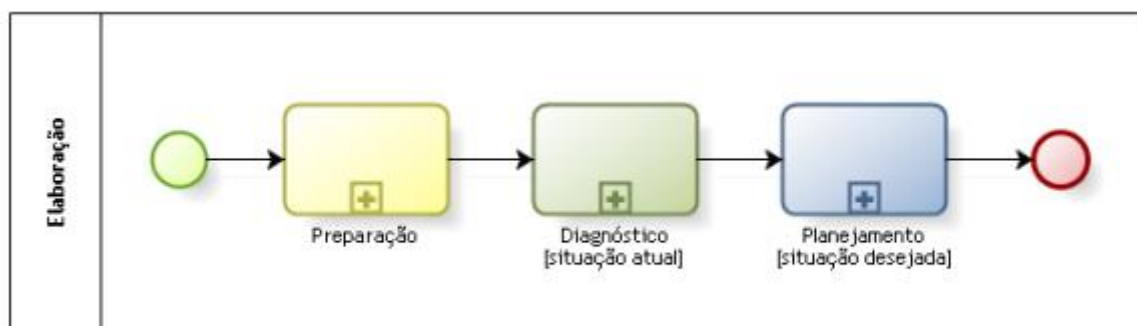 Elaboração
Preparação
Diagnóstico
[situação atual]
Planejamento
[situação desejada]